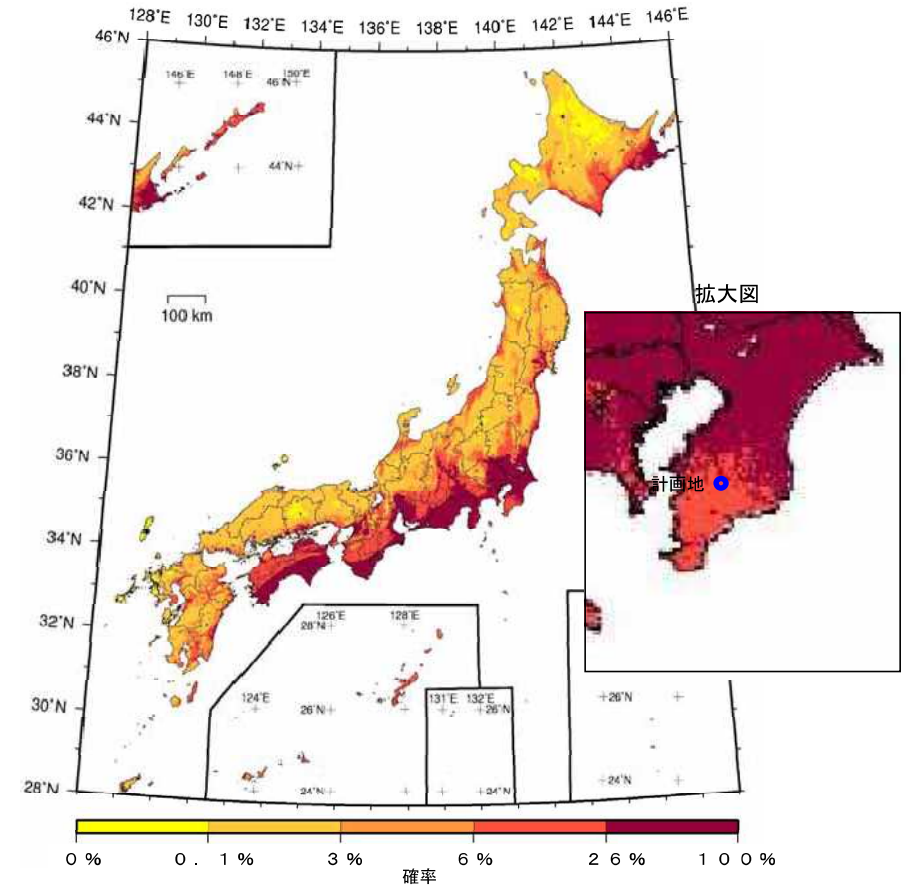 128°E 130°E 132°E 134°E 136°E 138°E 140°E 142°E 144°E 146°E
46°N
146°E 148°E 150°E
46°N
44°N
44°N
42°N
40°N
100 km
拡大図
38°N
36°N
計画地
34°N
32°N
126°E 128°E
28°N
124°E
131°E 132°E
26°N
26°N
26°N
30°N
24°N
24°N
24°N
28°N
0% 0.1% 3% 6% 26% 100%
確率